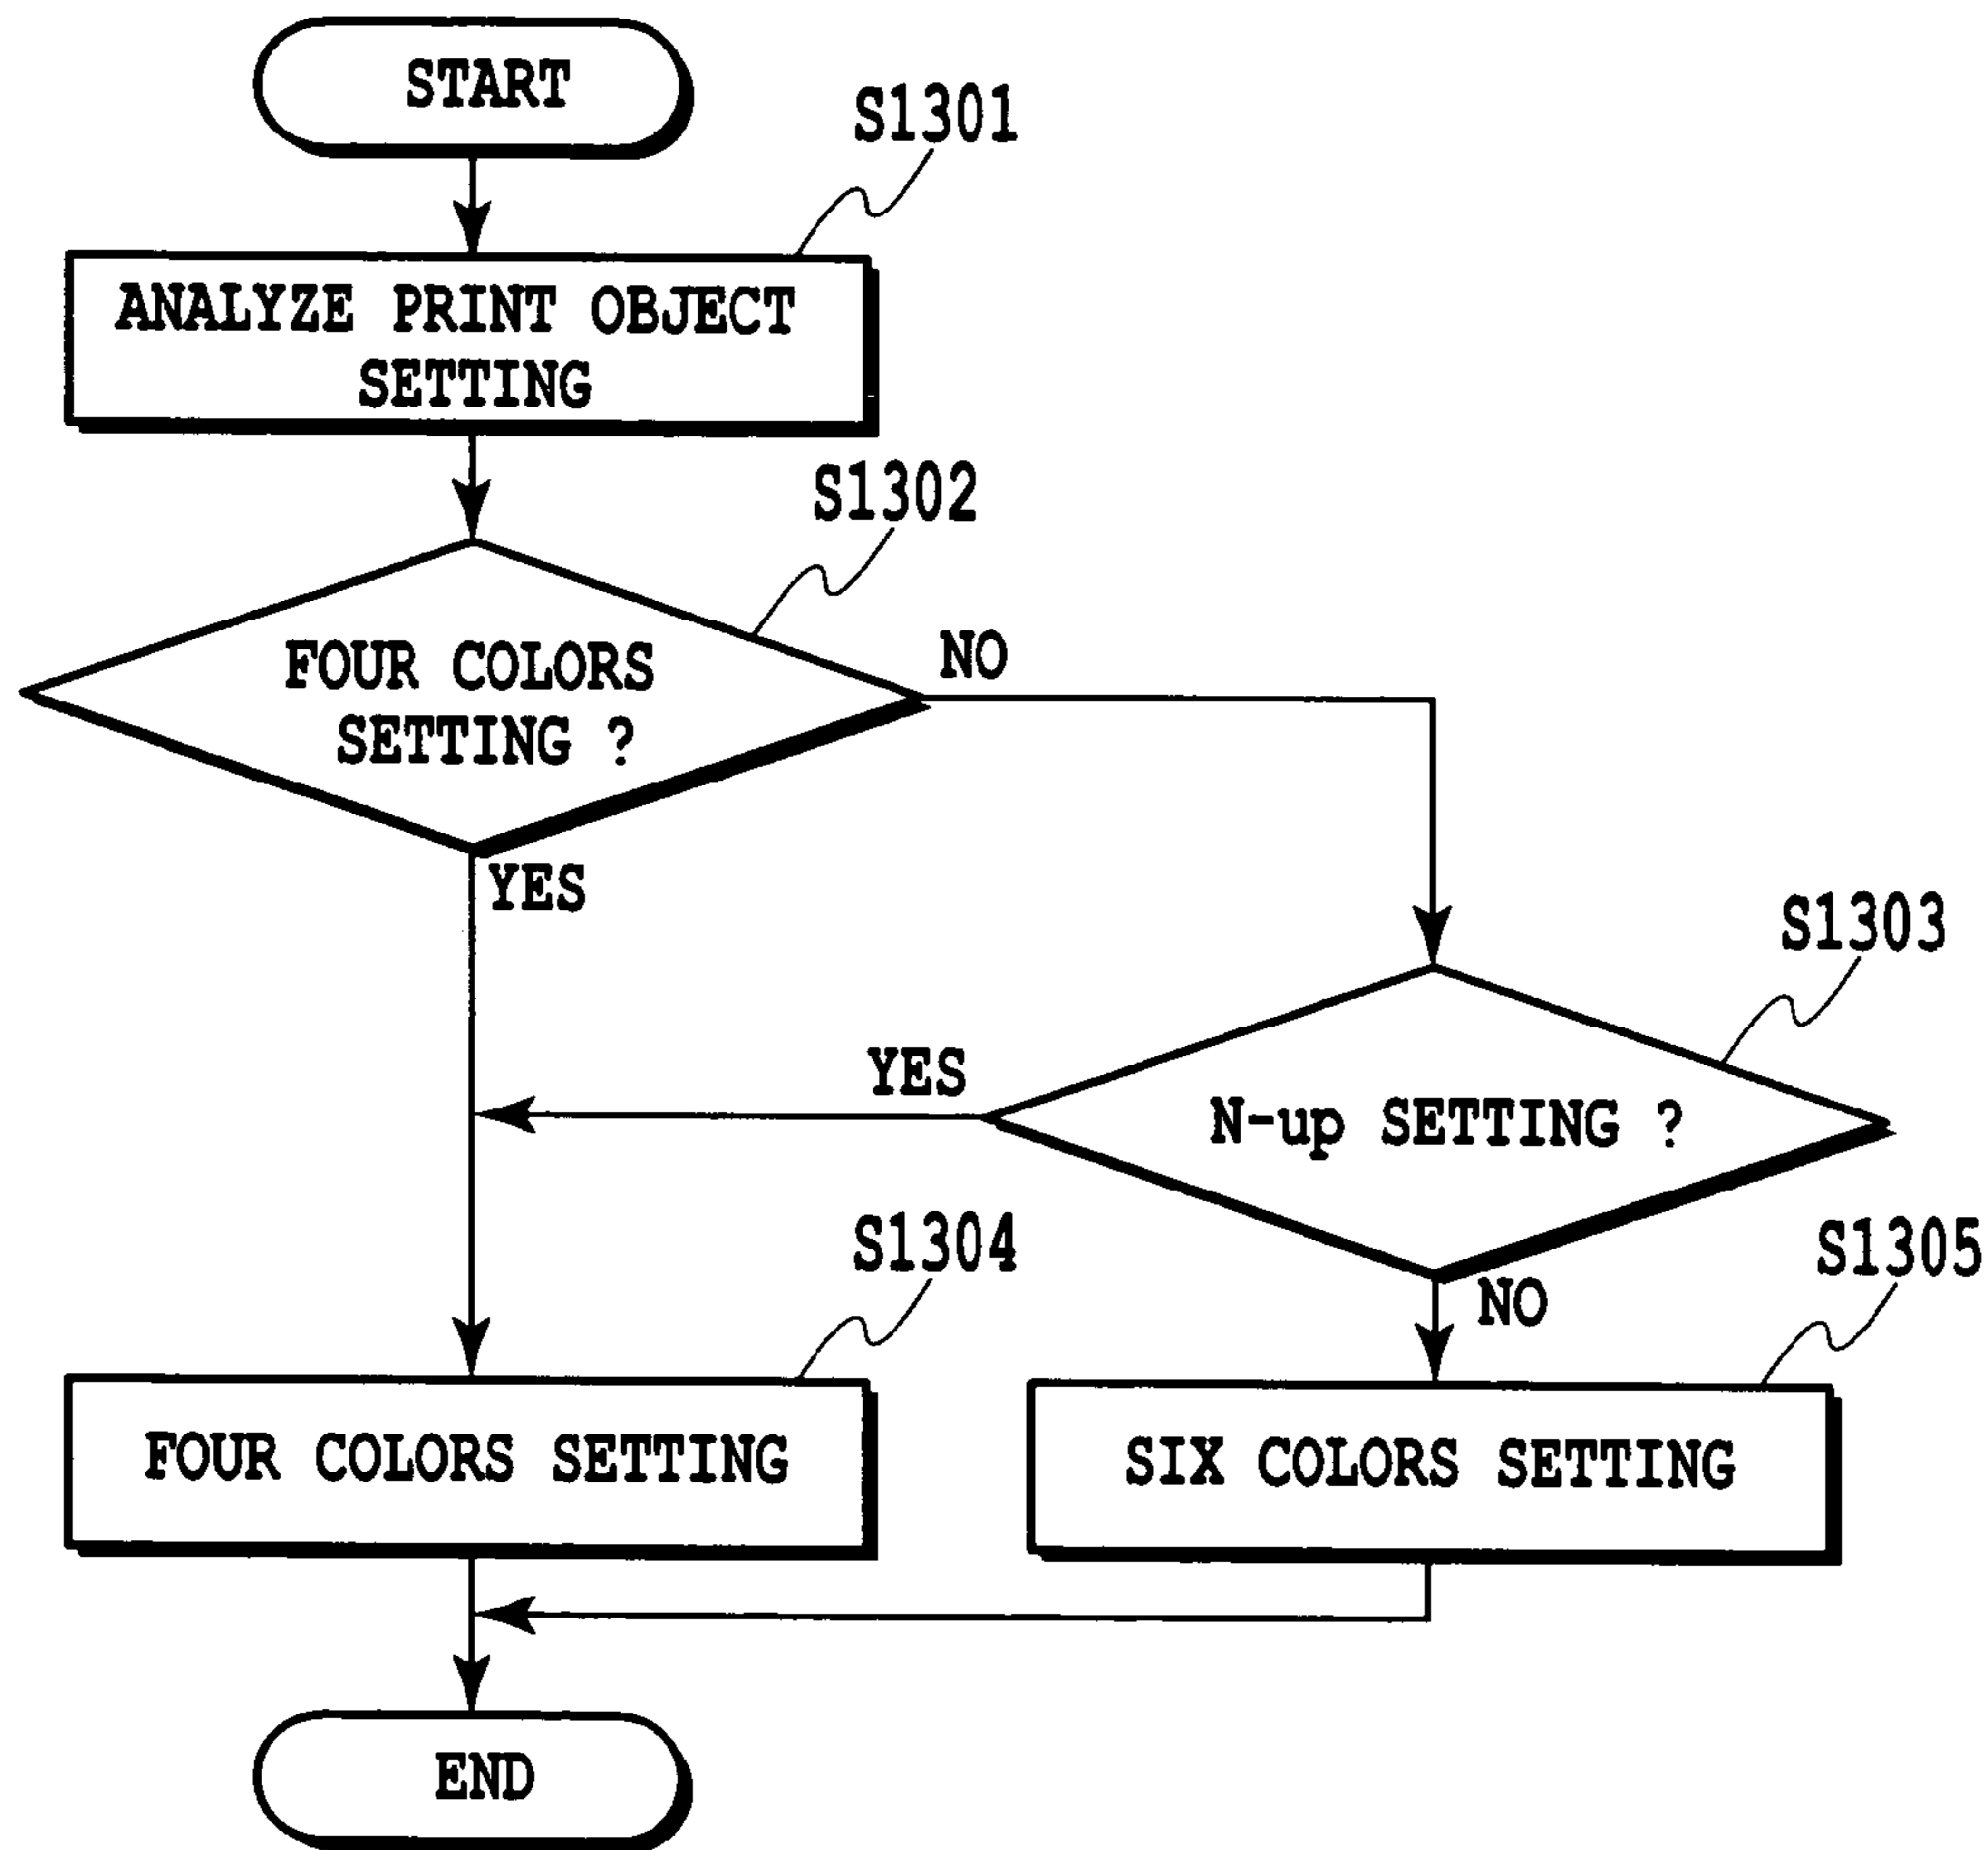 START
S1301
ANALYZE PRINT OBJECT
SETTING
S1302
FOUR COLORS
SETTING ?
NO
YES
S1303
N-up SETTING ?
YES
NO
S1304
FOUR COLORS SETTING
S1305
SIX COLORS SETTING
END